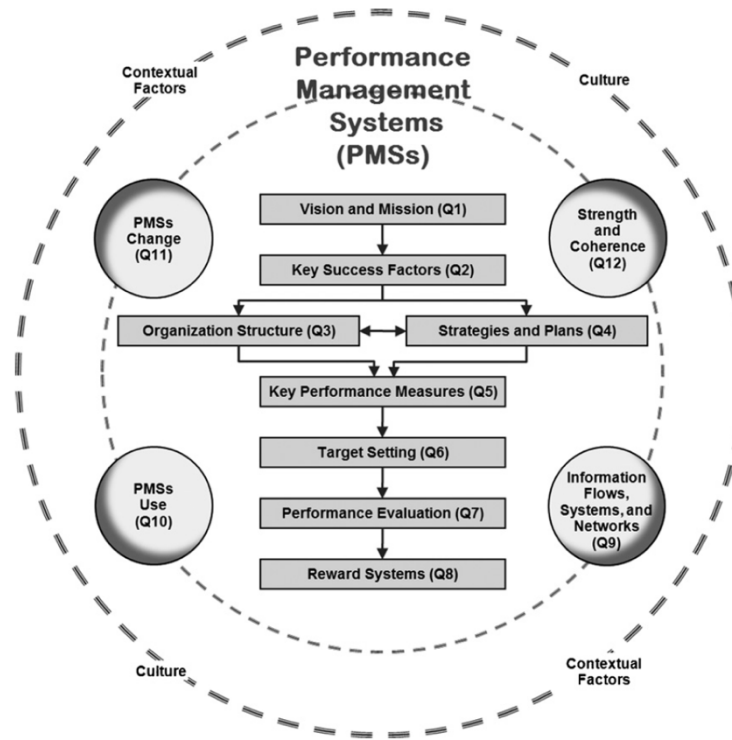 Performance
Management
Systems
(PMSs)
Contextual
Factors
Culture
PMSs
Change
(Q11)
Strength
and
Coherence
(Q12)
Vision and Mission (Q1)
Key Success Factors (Q2)
Organization Structure (Q3)
Strategies and Plans (Q4)
Key Performance Measures (Q5)
Target Setting (Q6)
Performance Evaluation (Q7)
Reward Systems (Q8)
PMSs
Use
(Q10)
Information
Flows,
Systems, and
Networks
(Q9)
Culture
Contextual
Factors